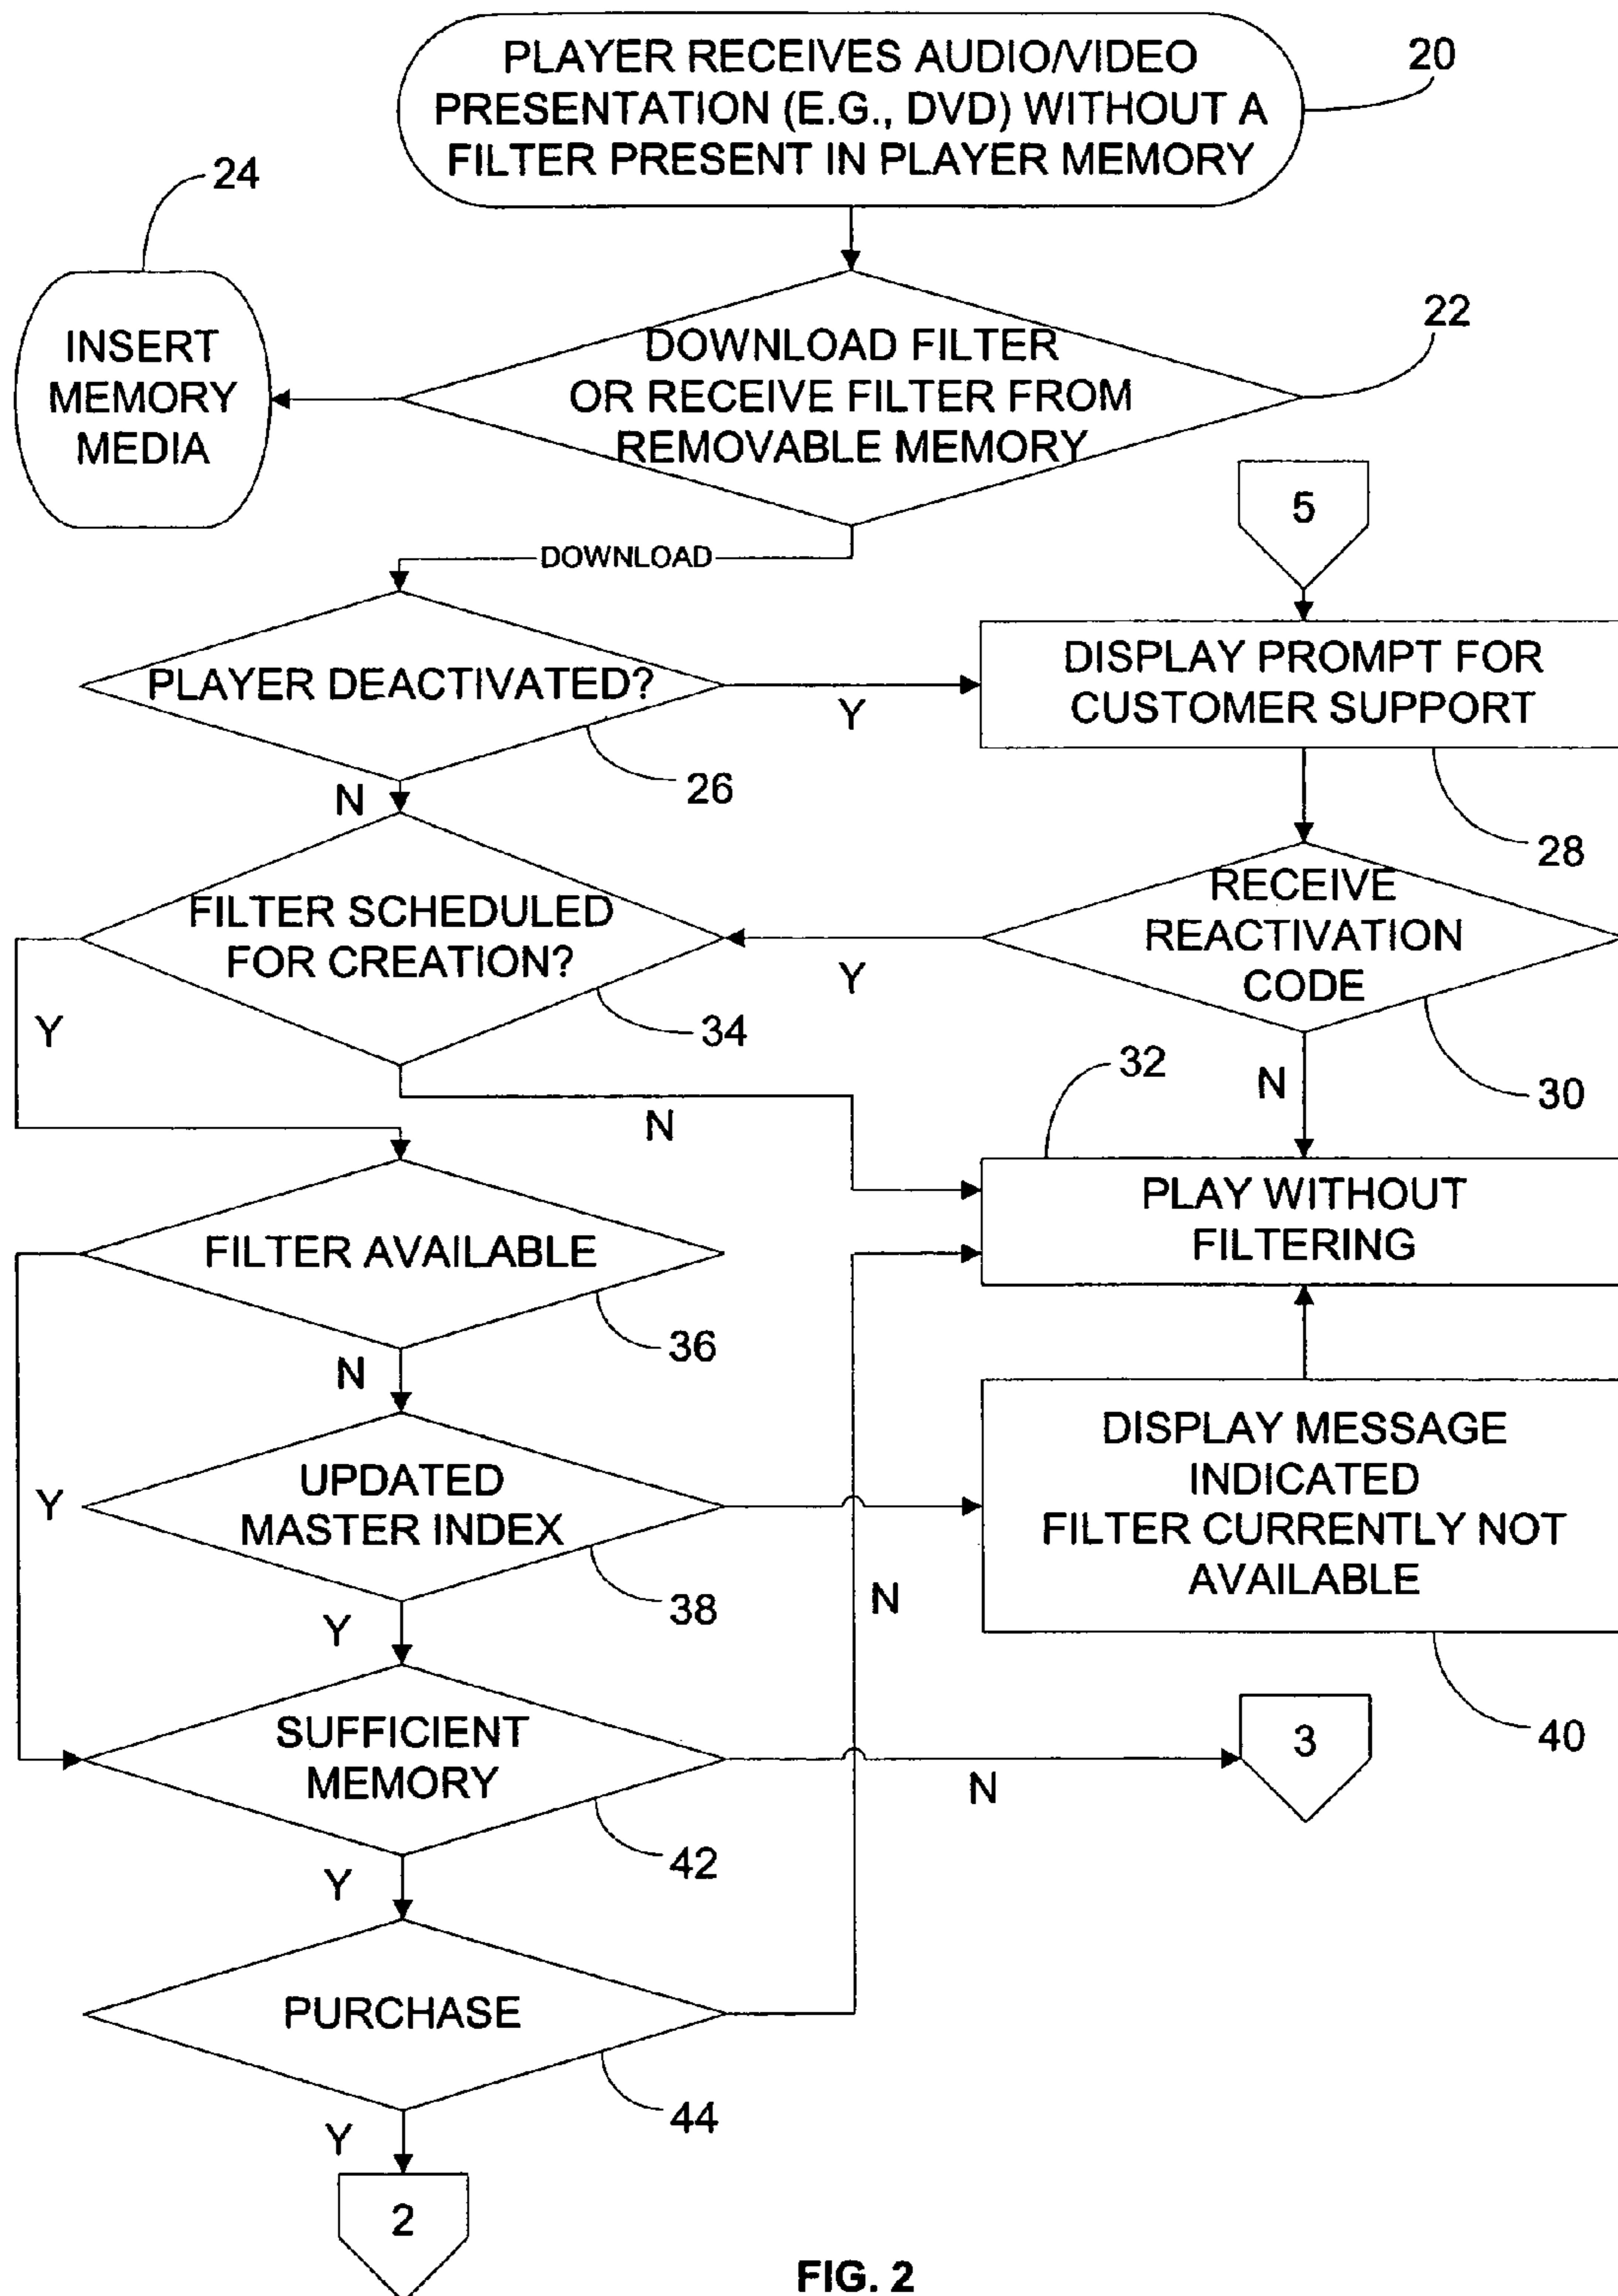 PLAYER RECEIVES AUDIO/VIDEO
PRESENTATION (E.G., DVD) WITHOUT A
FILTER PRESENT IN PLAYER MEMORY
20
24
INSERT
MEMORY
MEDIA
DOWNLOAD FILTER
OR RECEIVE FILTER FROM
REMOVABLE MEMORY
22
5
DOWNLOAD
PLAYER DEACTIVATED?
Y
26
N
DISPLAY PROMPT FOR
CUSTOMER SUPPORT
28
FILTER SCHEDULED
FOR CREATION?
Y
34
Y
N
RECEIVE
REACTIVATION
CODE
30
N
32
PLAY WITHOUT
FILTERING
FILTER AVAILABLE
36
N
Y
UPDATED
MASTER INDEX
38
Y
N
DISPLAY MESSAGE
INDICATED
FILTER CURRENTLY NOT
AVAILABLE
40
SUFFICIENT
MEMORY
42
N
3
Y
PURCHASE
44
Y
2
FIG. 2